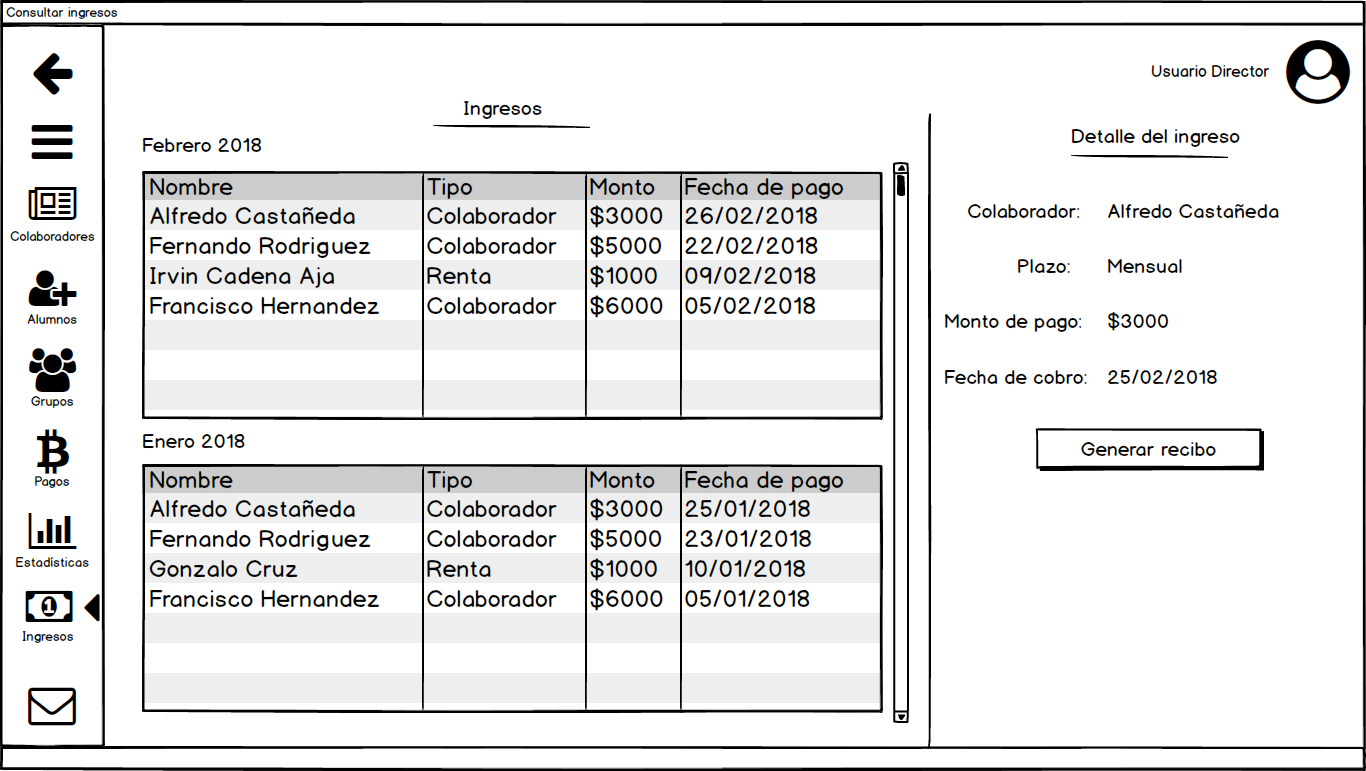 Consultar ingresos
Usuario Director
Colaboradores
Alumnos
Grupos
Pagos
Estadísticas
1
Ingresos
Ingresos
Febrero 2018
Nombre Tipo Monto Fecha de pago
Alfredo Castañeda Colaborador $3000 26/02/2018
Fernando Rodriguez Colaborador $5000 22/02/2018
Irvin Cadena Aja Renta $1000 09/02/2018
Francisco Hernandez Colaborador $6000 05/02/2018
Enero 2018
Nombre Tipo Monto Fecha de pago
Alfredo Castañeda Colaborador $3000 25/01/2018
Fernando Rodriguez Colaborador $5000 23/01/2018
Gonzalo Cruz Renta $1000 10/01/2018
Francisco Hernandez Colaborador $6000 05/01/2018
Detalle del ingreso
Colaborador: Alfredo Castañeda
Plazo: Mensual
Monto de pago: $3000
Fecha de cobro: 25/02/2018
Generar recibo